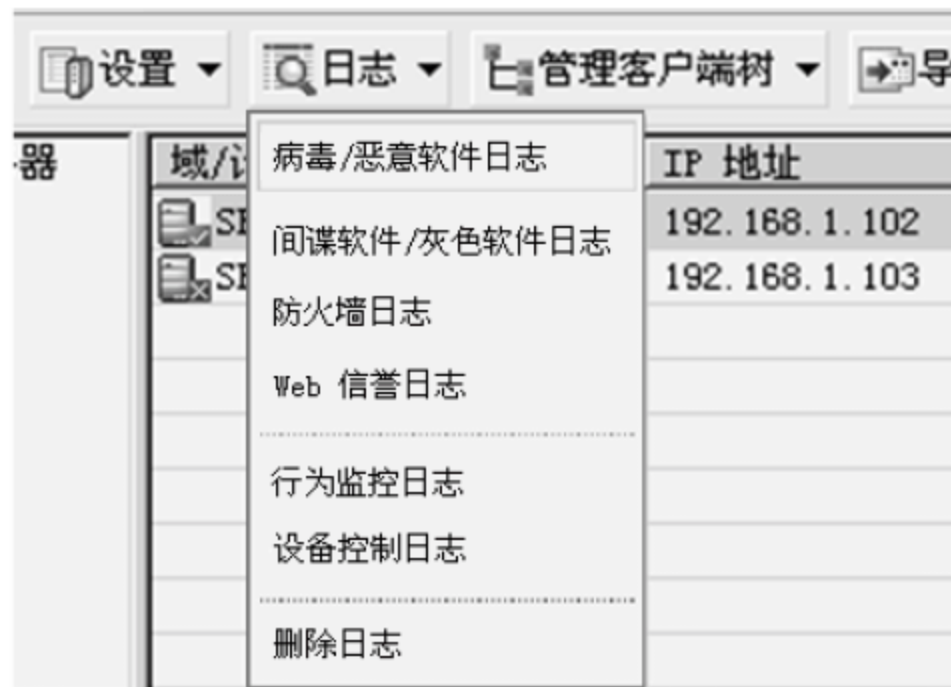 设置 日志 管理客户端树 导
器 域/ IP 地址
病毒/恶意软件日志
192.168.1.102
间谍软件/灰色软件日志
192.168.1.103
防火墙日志
Web 信誉日志
行为监控日志
设备控制日志
删除日志